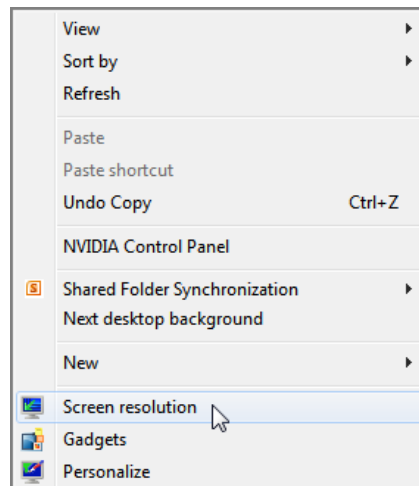 View
Sort by
Refresh
Paste
Paste shortcut
Undo Copy Ctrl+Z
NVIDIA Control Panel
Shared Folder Synchronization
Next desktop background
New
Screen resolution
Gadgets
Personalize